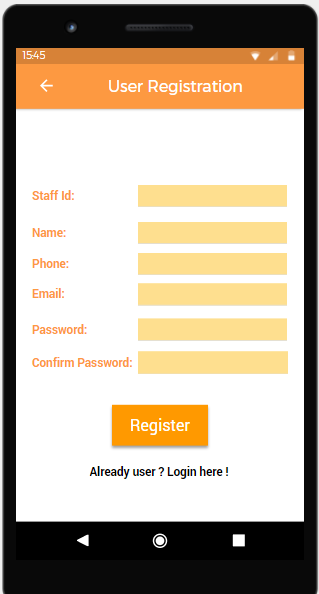 15:45
User Registration
Staff Id:
Name:
Phone:
Email:
Password:
Confirm Password:
Register
Already user ? Login here !